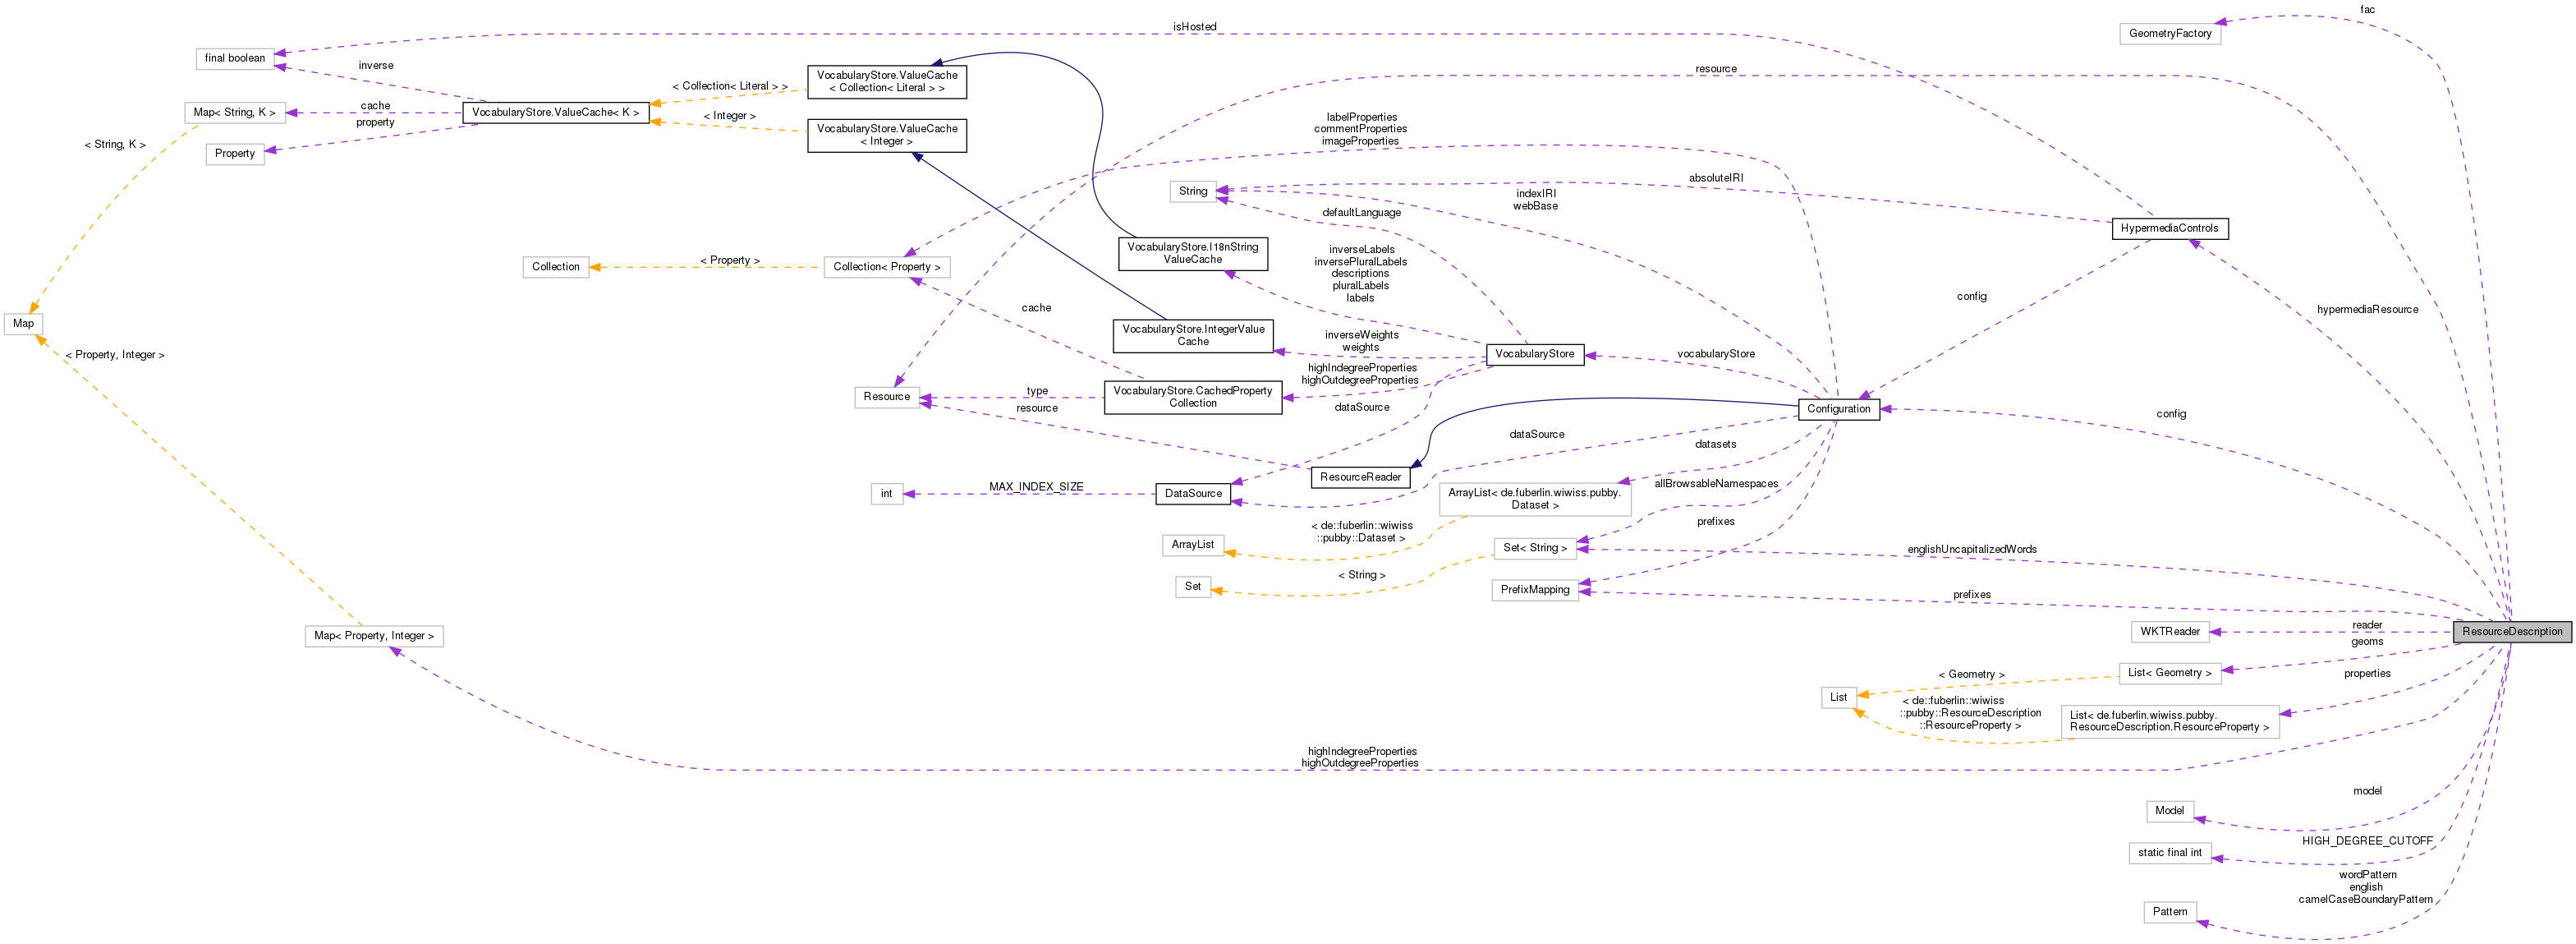 fac
isHosted
GeometryFactory
final boolean
inverse
resource
VocabularyStore.ValueCache
< Collection< Literal > >
< Collection< Literal > >
Map< String, K >
cache
VocabularyStore.ValueCache< K >
property
< Integer >
VocabularyStore.ValueCache
< Integer >
labelProperties
commentProperties
imageProperties
< String, K >
Property
String
absoluteIRI
indexIRI
webBase
defaultLanguage
HypermediaControls
VocabularyStore.I18nString
ValueCache
inverseLabels
inversePluralLabels
descriptions
pluralLabels
labels
Collection
< Property >
Collection< Property >
config
cache
hypermediaResource
Map
VocabularyStore.IntegerValue
Cache
inverseWeights
weights
VocabularyStore
vocabularyStore
< Property, Integer >
highIndegreeProperties
highOutdegreeProperties
Resource
type
resource
VocabularyStore.CachedProperty
Collection
dataSource
Configuration
config
dataSource
datasets
ResourceReader
allBrowsableNamespaces
int
MAX_INDEX_SIZE
DataSource
ArrayList< de.fuberlin.wiwiss.pubby.
Dataset >
prefixes
< de::fuberlin::wiwiss
::pubby::Dataset >
ArrayList
Set< String >
englishUncapitalizedWords
< String >
Set
PrefixMapping
prefixes
Map< Property, Integer >
WKTReader
reader
ResourceDescription
geoms
List< Geometry >
< Geometry >
properties
List
< de::fuberlin::wiwiss
::pubby::ResourceDescription
::ResourceProperty >
List< de.fuberlin.wiwiss.pubby.
ResourceDescription.ResourceProperty >
highIndegreeProperties
highOutdegreeProperties
model
Model
HIGH_DEGREE_CUTOFF
static final int
wordPattern
english
camelCaseBoundaryPattern
Pattern